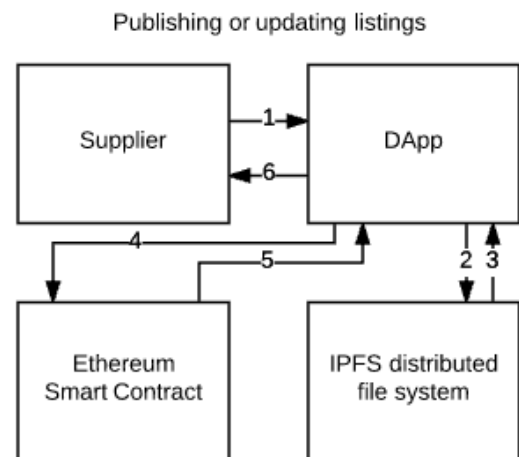 Publishing or updating listings
Supplier
1
DApp
6
4
5
2
3
Ethereum
Smart Contract
IPFS distributed
file system